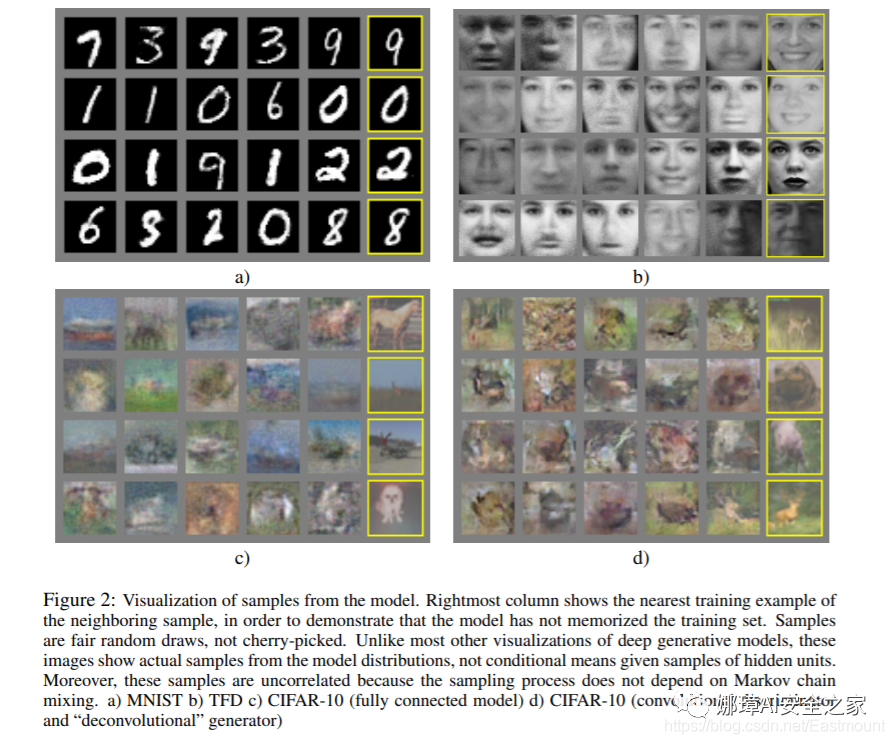 a)
b)
c)
d)
Figure 2: Visualization of samples from the model. Rightmost column shows the nearest training example of
the neighboring sample, in order to demonstrate that the model has not memorized the training set. Samples
are fair random draws, not cherry-picked. Unlike most other visualizations of deep generative models, these
images show actual samples from the model distributions, not conditional means given samples of hidden units.
Moreover, these samples are uncorrelated because the sampling process does not depend on Markov chain
mixing. a) MNIST b) TFD c) CIFAR-10 (fully connected model) d) CIFAR-10
and “deconvolutional” generator)
娜璋AI安全之家
https://blog.csdn.net/Eastmount